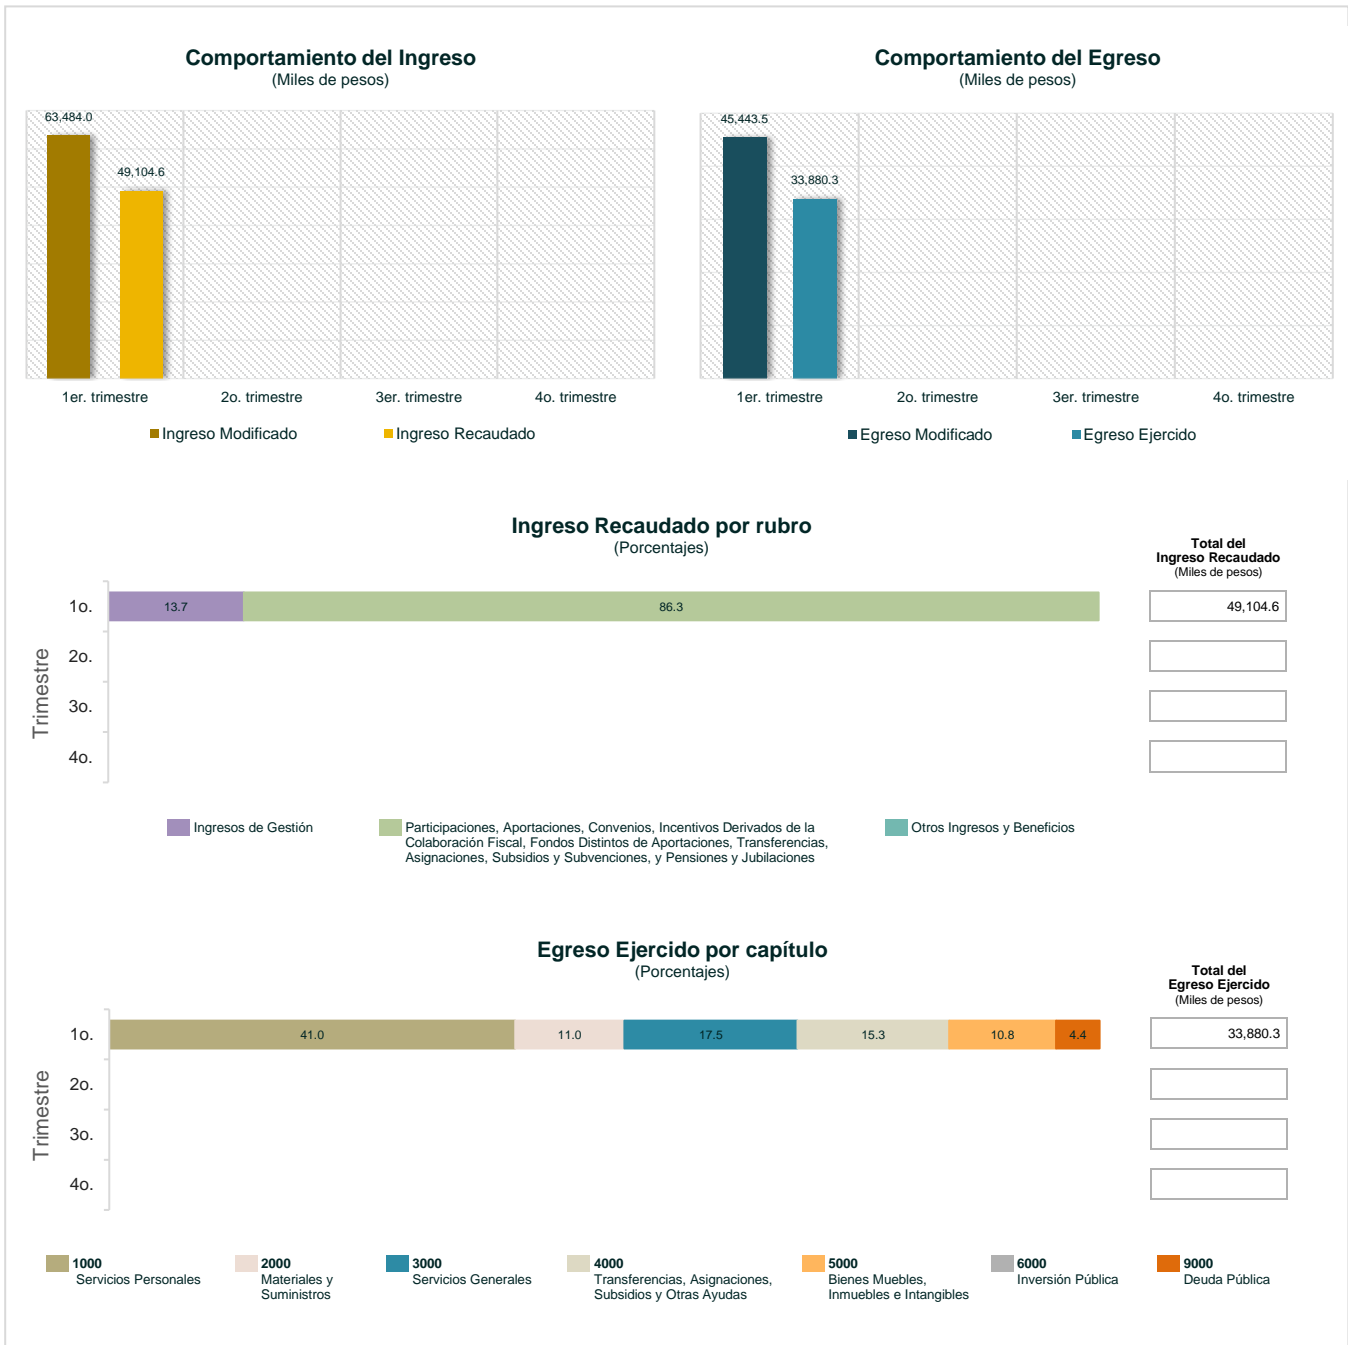 Comportamiento del Ingreso
(Miles de pesos)
63,484.0
49,104.6
1er. trimestre
2o. trimestre
3er. trimestre
4o. trimestre
Ingreso Modificado
Ingreso Recaudado
Comportamiento del Egreso
(Miles de pesos)
45,443.5
33,880.3
1er. trimestre
2o. trimestre
3er. trimestre
4o. trimestre
Egreso Modificado
Egreso Ejercido
Ingreso Recaudado por rubro
(Porcentajes)
Total del
Ingreso Recaudado
(Miles de pesos)
Trimestre
1o.
13.7
86.3
49,104.6
2o.
3o.
4o.
Ingresos de Gestión
Participaciones, Aportaciones, Convenios, Incentivos Derivados de la
Colaboración Fiscal, Fondos Distintos de Aportaciones, Transferencias,
Asignaciones, Subsidios y Subvenciones, y Pensiones y Jubilaciones
Otros Ingresos y Beneficios
Egreso Ejercido por capítulo
(Porcentajes)
Total del
Egreso Ejercido
(Miles de pesos)
Trimestre
1o.
41.0
11.0
17.5
15.3
10.8
4.4
33,880.3
2o.
3o.
4o.
1000
Servicios Personales
2000
Materiales y
Suministros
3000
Servicios Generales
4000
Transferencias, Asignaciones,
Subsidios y Otras Ayudas
5000
Bienes Muebles,
Inmuebles e Intangibles
6000
Inversión Pública
9000
Deuda Pública